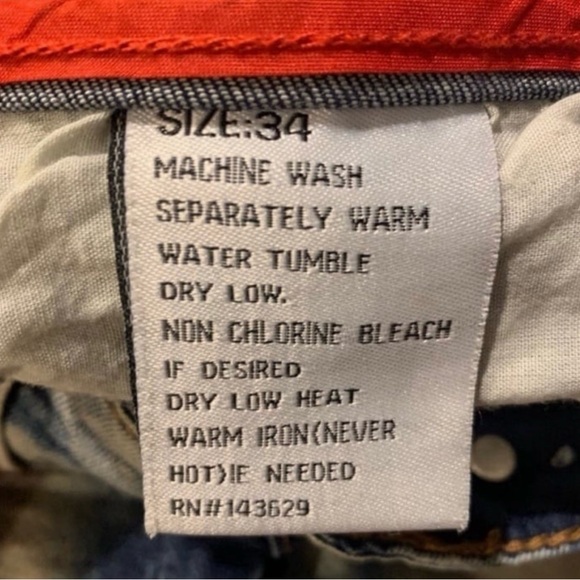 SIZE:34
MACHINE WASH
SEPARATELY WARM
WATER TUMBLE
DRY LOW.
NON CHLORINE BLEACH
IF DESIRED
DRY LOW HEAT
WARM IRON(NEVER
HOT)IF NEEDED
RN#143629